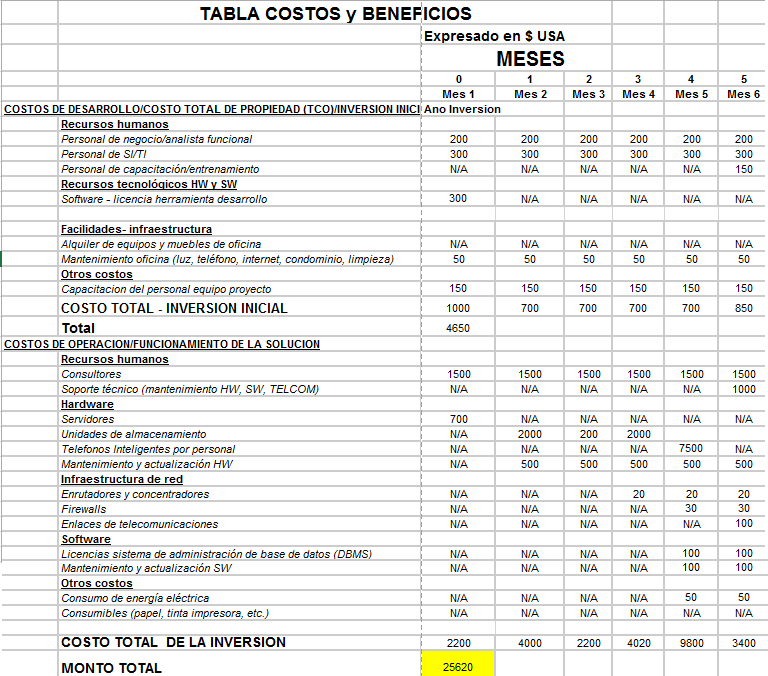 TABLA COSTOS y BENEFICIOS
Expresado en $ USA
MESES
0 1 2 3 4 5
Mes 1 Mes 2 Mes 3 Mes 4 Mes 5 Mes 6
COSTOS DE DESARROLLO/COSTO TOTAL DE PROPIEDAD (TCO)/INVERSION INICI Ano Inversion
Recursos humanos
Personal de negocio/analista funcional 200 200 200 200 200 200
Personal de SI/TI 300 300 300 300 300 300
Personal de capacitación/entrenamiento N/A N/A N/A N/A N/A 150
Recursos tecnológicos HW y SW
Software - licencia herramienta desarrollo 300 N/A N/A N/A N/A N/A
Facilidades- infraestructura
Alquiler de equipos y muebles de oficina N/A N/A N/A N/A N/A N/A
Mantenimiento oficina (luz, teléfono, internet, condominio, limpieza) 50 50 50 50 50 50
Otros costos
Capacitacion del personal equipo proyecto 150 150 150 150 150 150
COSTO TOTAL - INVERSION INICIAL 1000 700 700 700 700 850
Total 4650
COSTOS DE OPERACION/FUNCIONAMIENTO DE LA SOLUCION
Recursos humanos
Consultores 1500 1500 1500 1500 1500 1500
Soporte técnico (mantenimiento HW, SW, TELCOM) N/A N/A N/A N/A N/A 1000
Hardware
Servidores 700 N/A N/A N/A N/A N/A
Unidades de almacenamiento N/A 2000 200 2000
Telefonos Inteligentes por personal N/A N/A N/A N/A 7500 N/A
Mantenimiento y actualización HW N/A 500 500 500 500 500
Infraestructura de red
Enrutadores y concentradores N/A N/A N/A 20 20 20
Firewalls N/A N/A N/A N/A 30 30
Enlaces de telecomunicaciones N/A N/A N/A N/A N/A 100
Software
Licencias sistema de administración de base de datos (DBMS) N/A N/A N/A N/A 100 100
Mantenimiento y actualización SW N/A N/A N/A N/A 100 100
Otros costos
Consumo de energía eléctrica N/A N/A N/A N/A 50 50
Consumibles (papel, tinta impresora, etc.) N/A N/A N/A N/A N/A N/A
COSTO TOTAL DE LA INVERSION 2200 4000 2200 4020 9800 3400
MONTO TOTAL 25620